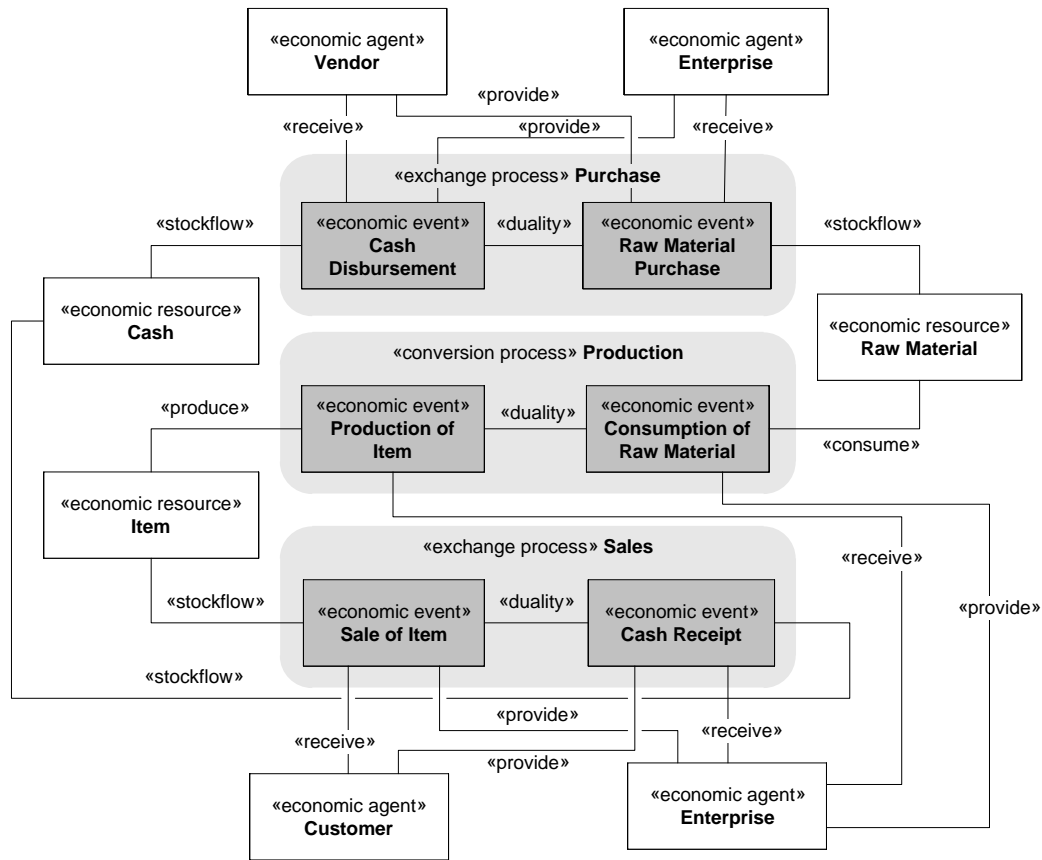 «economic agent»
Vendor
«economic agent»
Enterprise
«provide»
«receive»
«provide»
«receive»
«exchange process» Purchase
«stockflow»
«economic event»
Cash
Disbursement
«duality»
«economic event»
Raw Material
Purchase
«stockflow»
«economic resource»
Cash
«economic resource»
Raw Material
«conversion process» Production
«produce»
«economic event»
Production of
Item
«duality»
«economic event»
Consumption of
Raw Material
«consume»
«economic resource»
Item
«exchange process» Sales
«receive»
«stockflow»
«economic event»
Sale of Item
«duality»
«economic event»
Cash Receipt
«provide»
«stockflow»
«provide»
«receive»
«receive»
«provide»
«economic agent»
Customer
«economic agent»
Enterprise